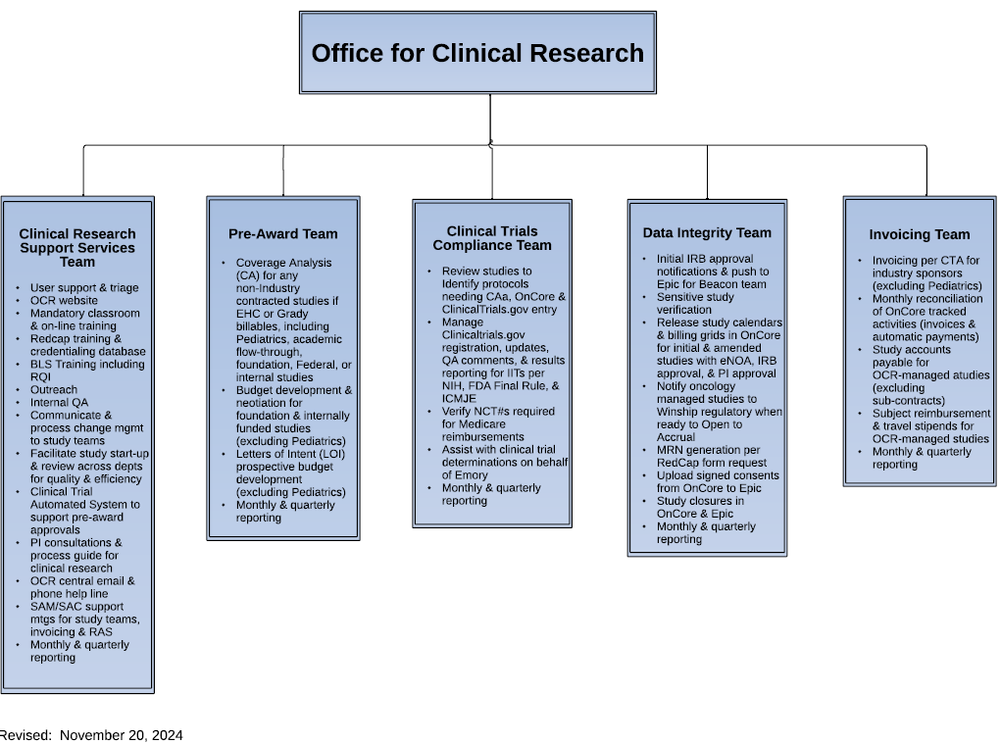 Office for Clinical Research
Clinical Research
Support Services
Team
• User support & triage
• OCR website
• Mandatory classroom
& on-line training
• Redcap training &
credentialing database
• BLS Training including
RQI
• Outreach
• Internal QA
• Communicate &
process change mgmt
to study teams
• Facilitate study start-up
& review across depts
for quality & efficiency
• Clinical Trial
Automated System to
support pre-award
approvals
• PI consultations &
process guide for
clinical research
• OCR central email &
phone help line
• SAM/SAC support
mtgs for study teams,
invoicing & RAS
• Monthly & quarterly
reporting
Pre-Award Team
• Coverage Analysis
(CA) for any
non-Industry
contracted studies if
EHC or Grady
billables, including
Pediatrics, academic
flow-through,
foundation, Federal, or
internal studies
• Budget development &
neotiation for
foundation & internally
funded studies
(excluding Pediatrics)
• Letters of Intent (LOI)
prospective budget
development
(excluding Pediatrics)
• Monthly & quarterly
reporting
Clinical Trials
Compliance Team
• Review studies to
Identify protocols
needing CAa, OnCore &
ClinicalTrials.gov entry
• Manage
Clinicaltrials.gov
registration, updates,
QA comments, & results
reporting for IITs per
NIH, FDA Final Rule, &
ICMJE
• Verify NCT#s required
for Medicare
reimbursements
• Assist with clinical trial
determinations on behalf
of Emory
• Monthly & quarterly
reporting
Data Integrity Team
• Initial IRB approval
notifications & push to
Epic for Beacon team
• Sensitive study
verification
• Release study calendars
& billing grids in OnCore
for initial & amended
studies with eNOA, IRB
approval, & PI approval
• Notify oncology
managed studies to
Winship regulatory when
ready to Open to
Accrual
• MRN generation per
RedCap form request
• Upload signed consents
from OnCore to Epic
• Study closures in
OnCore & Epic
• Monthly & quarterly
reporting
Invoicing Team
• Invoicing per CTA for
industry sponsors
(excluding Pediatrics)
• Monthly reconciliation
of OnCore tracked
activities (invoices &
automatic payments)
• Study accounts
payable for
OCR-managed atudies
(excluding
sub-contracts)
• Subject reimbursement
& travel stipends for
OCR-managed studies
• Monthly & quarterly
reporting
Revised: November 20, 2024